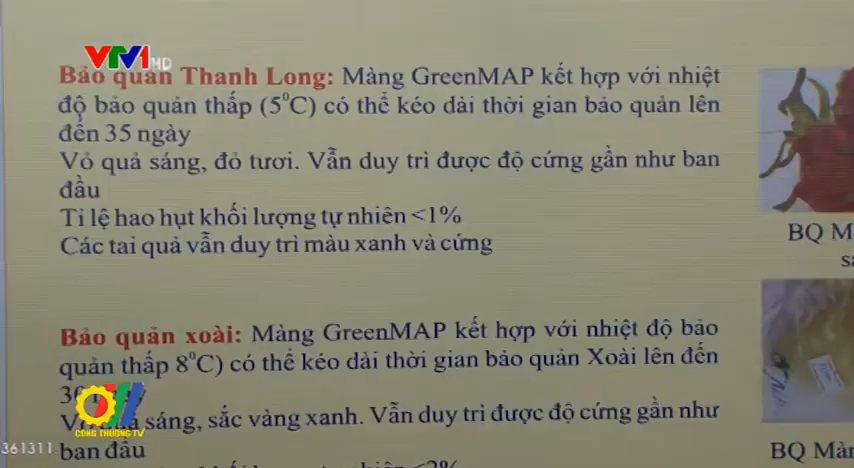 VTV1 HD
Bảo quản Thanh Long: Màng GreenMAP kết hợp với nhiệt
độ bảo quản thấp (5⁰C) có thể kéo dài thời gian bảo quản lên
đến 35 ngày
Vỏ quả sáng, đỏ tươi. Vẫn duy trì được độ cứng gần như ban
đầu
Tỉ lệ hao hụt khối lượng tự nhiên <1%
Các tai quả vẫn duy trì màu xanh và cứng
BQ M
Bảo quản xoài: Màng GreenMAP kết hợp với nhiệt độ bảo
quản thấp 8⁰C) có thể kéo dài thời gian bảo quản Xoài lên đến
sáng, sắc vàng xanh. Vẫn duy trì được độ cứng gần như
ban đầu
CÔNG THƯƠNG TV
361311
BQ Màn